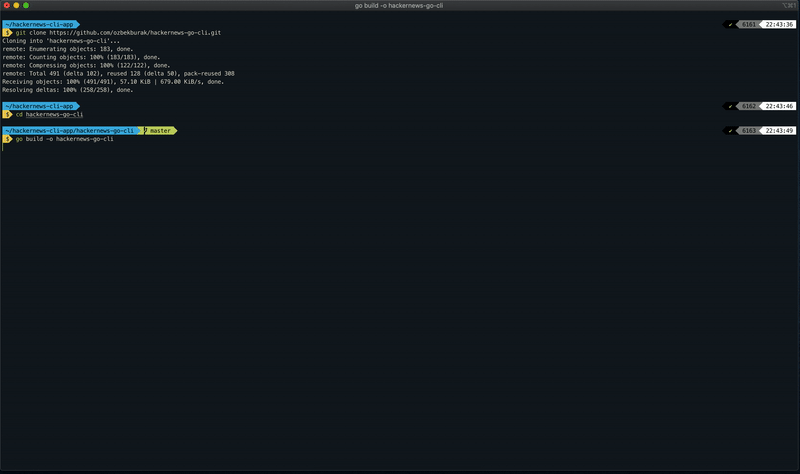 go build -o hackernews-go-cli
⌥⌘1
~/hackernews-cli-app ✔ 6161 22:43:36
$ git clone https://github.com/ozbekburak/hackernews-go-cli.git
Cloning into 'hackernews-go-cli'...
remote: Enumerating objects: 183, done.
remote: Counting objects: 100% (183/183), done.
remote: Compressing objects: 100% (122/122), done.
remote: Total 491 (delta 102), reused 128 (delta 50), pack-reused 308
Receiving objects: 100% (491/491), 57.10 KiB | 679.00 KiB/s, done.
Resolving deltas: 100% (258/258), done.
~/hackernews-cli-app ✔ 6162 22:43:46
$ cd hackernews-go-cli
~/hackernews-cli-app/hackernews-go-cli master ✔ 6163 22:43:49
$ go build -o hackernews-go-cli